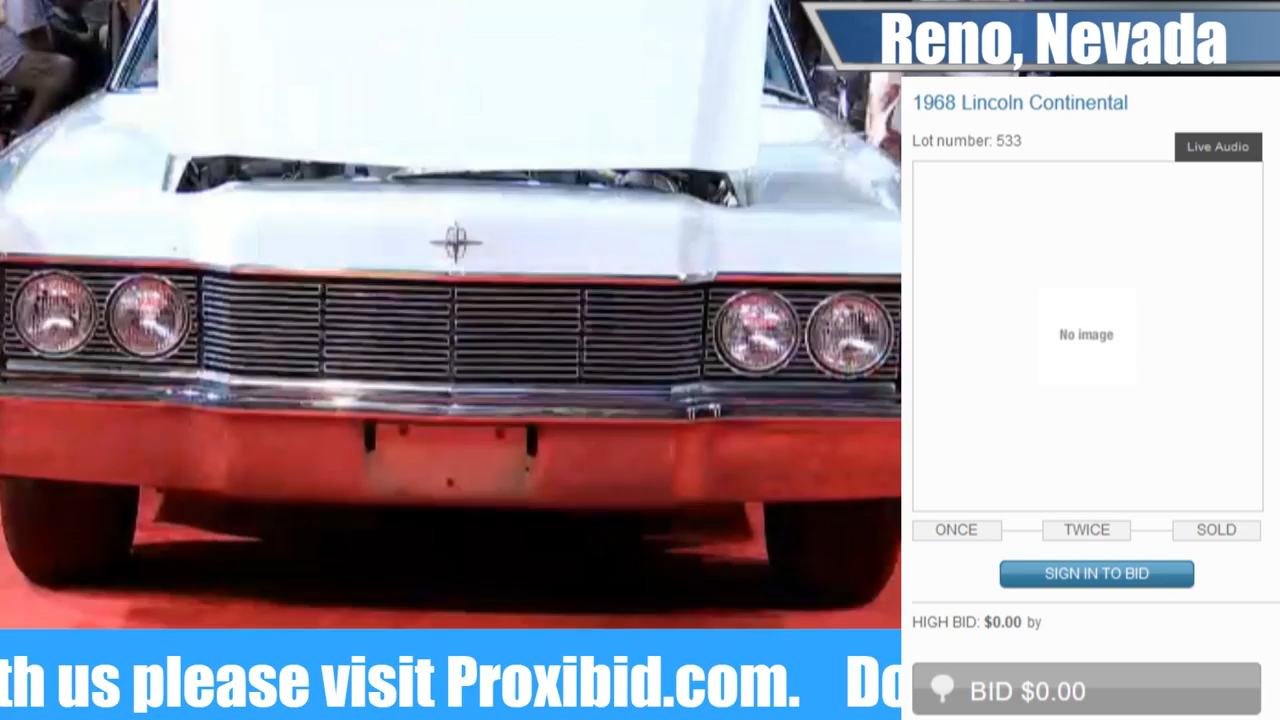 Reno, Nevada
1968 Lincoln Continental
Lot number: 533
Live Audio
No image
ONCE
TWICE
SOLD
SIGN IN TO BID
HIGH BID: $0.00 by
BID $0.00
th us please visit Proxibid.com. Do